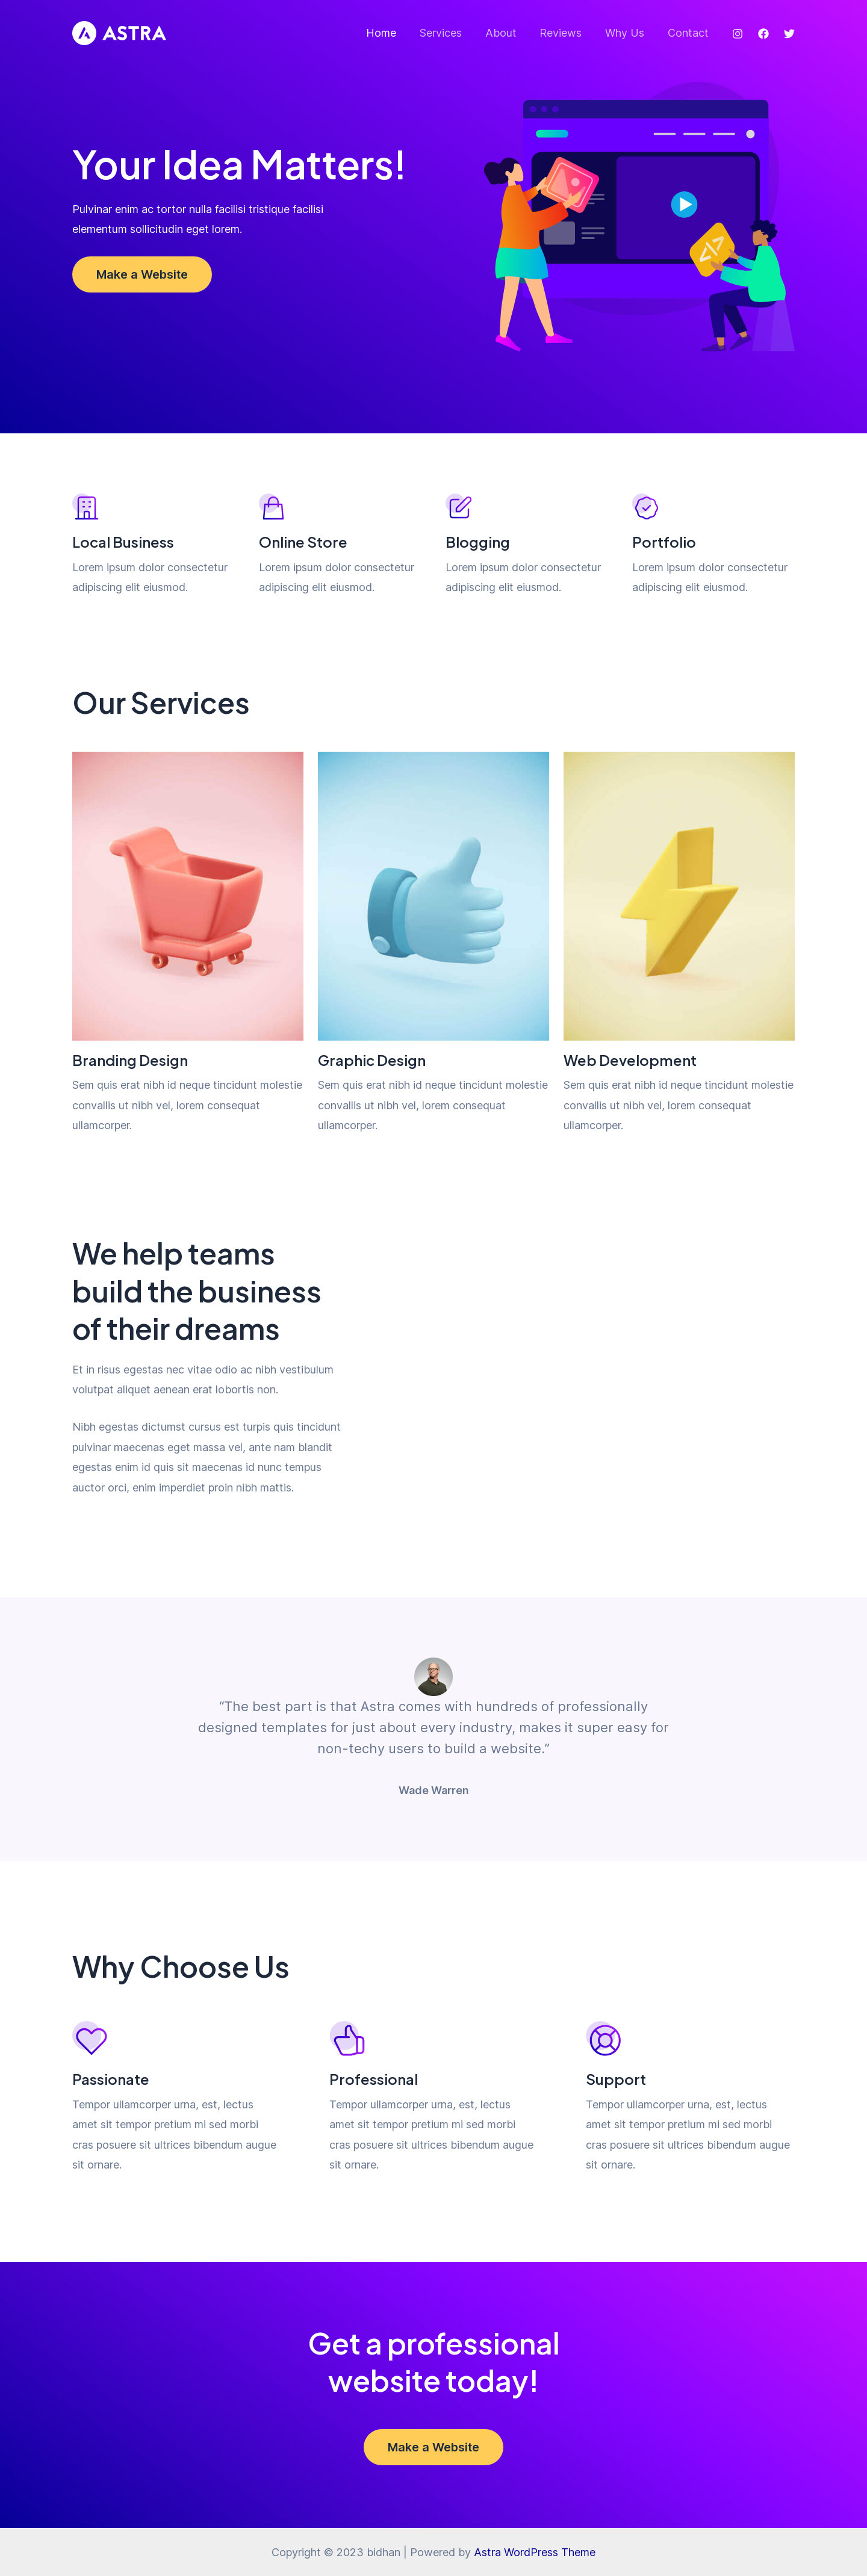 ASTRA
Home Services About Reviews Why Us Contact
Your Idea Matters!
Pulvinar enim ac tortor nulla facilisi tristique facilisi
elementum sollicitudin eget lorem.
Make a Website
Local Business
Lorem ipsum dolor consectetur
adipiscing elit eiusmod.
Online Store
Lorem ipsum dolor consectetur
adipiscing elit eiusmod.
Blogging
Lorem ipsum dolor consectetur
adipiscing elit eiusmod.
Portfolio
Lorem ipsum dolor consectetur
adipiscing elit eiusmod.
Our Services
Branding Design
Sem quis erat nibh id neque tincidunt molestie
convallis ut nibh vel, lorem consequat
ullamcorper.
Graphic Design
Sem quis erat nibh id neque tincidunt molestie
convallis ut nibh vel, lorem consequat
ullamcorper.
Web Development
Sem quis erat nibh id neque tincidunt molestie
convallis ut nibh vel, lorem consequat
ullamcorper.
We help teams
build the business
of their dreams
Et in risus egestas nec vitae odio ac nibh vestibulum
volutpat aliquet aenean erat lobortis non.
Nibh egestas dictumst cursus est turpis quis tincidunt
pulvinar maecenas eget massa vel, ante nam blandit
egestas enim id quis sit maecenas id nunc tempus
auctor orci, enim imperdiet proin nibh mattis.
“The best part is that Astra comes with hundreds of professionally
designed templates for just about every industry, makes it super easy for
non-techy users to build a website.”
Wade Warren
Why Choose Us
Passionate
Tempor ullamcorper urna, est, lectus
amet sit tempor pretium mi sed morbi
cras posuere sit ultrices bibendum augue
sit ornare.
Professional
Tempor ullamcorper urna, est, lectus
amet sit tempor pretium mi sed morbi
cras posuere sit ultrices bibendum augue
sit ornare.
Support
Tempor ullamcorper urna, est, lectus
amet sit tempor pretium mi sed morbi
cras posuere sit ultrices bibendum augue
sit ornare.
Get a professional
website today!
Make a Website
Copyright © 2023 bidhan | Powered by Astra WordPress Theme